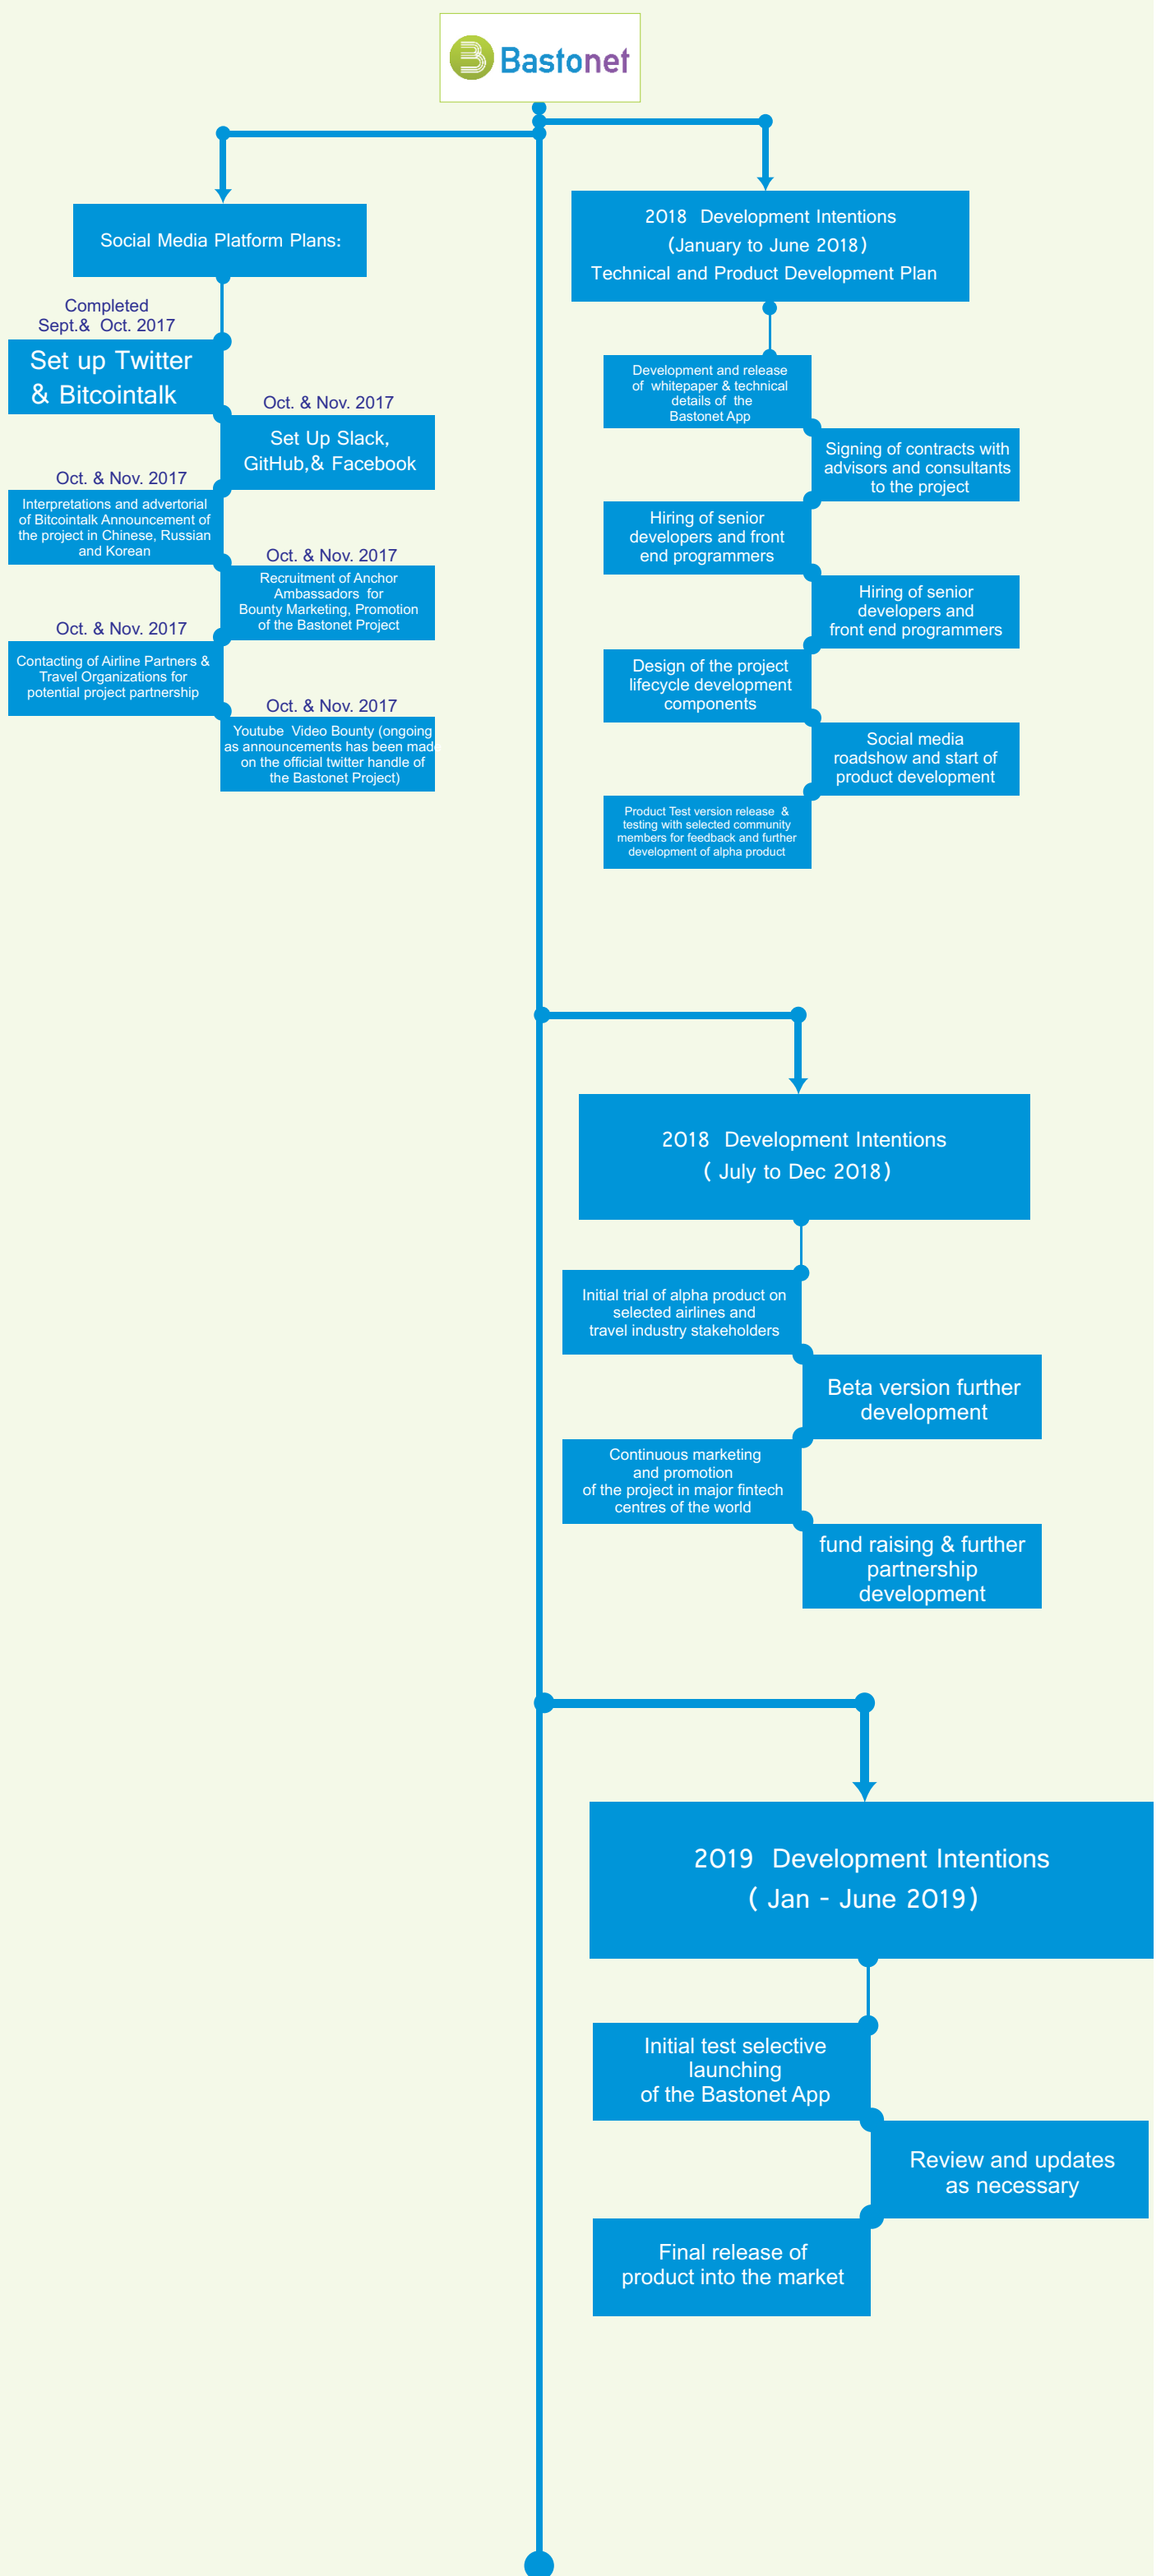 Bastonet
Social Media Platform Plans:
Completed
Sept.& Oct. 2017
Set up Twitter
& Bitcointalk
Oct. & Nov. 2017
Set Up Slack,
GitHub,& Facebook
Oct. & Nov. 2017
Interpretations and advertorial
of Bitcointalk Announcement of
the project in Chinese, Russian
and Korean
Oct. & Nov. 2017
Recruitment of Anchor
Ambassadors for
Bounty Marketing, Promotion
of the Bastonet Project
Oct. & Nov. 2017
Contacting of Airline Partners &
Travel Organizations for
potential project partnership
Oct. & Nov. 2017
Youtube Video Bounty (ongoing
as announcements has been made
on the official twitter handle of
the Bastonet Project)
2018 Development Intentions
(January to June 2018)
Technical and Product Development Plan
Development and release
of whitepaper & technical
details of the
Bastonet App
Signing of contracts with
advisors and consultants
to the project
Hiring of senior
developers and front
end programmers
Hiring of senior
developers and
front end programmers
Design of the project
lifecycle development
components
Social media
roadshow and start of
product development
Product Test version release &
testing with selected community
members for feedback and further
development of alpha product
2018 Development Intentions
( July to Dec 2018)
Initial trial of alpha product on
selected airlines and
travel industry stakeholders
Beta version further
development
Continuous marketing
and promotion
of the project in major fintech
centres of the world
fund raising & further
partnership
development
2019 Development Intentions
( Jan - June 2019)
Initial test selective
launching
of the Bastonet App
Review and updates
as necessary
Final release of
product into the market